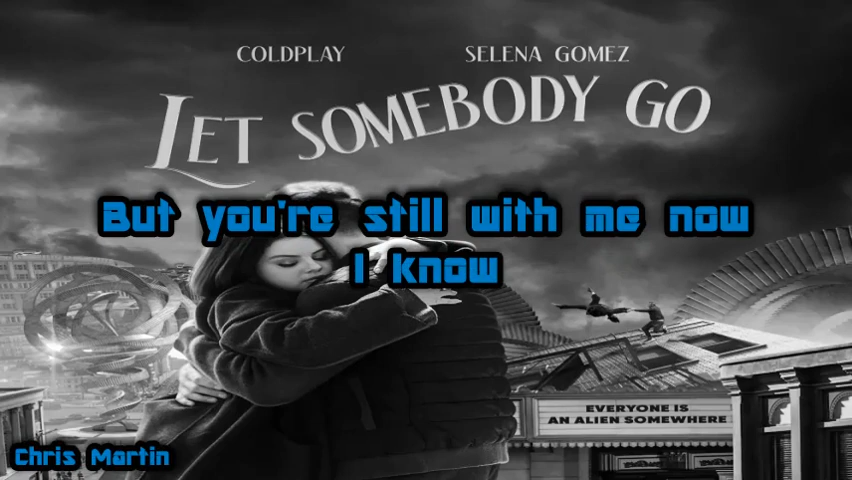 COLDPLAY SELENA GOMEZ
LET SOMEBODY GO
But you're still with me now
I know
EVERYONE IS
AN ALIEN SOMEWHERE
Chris Martin